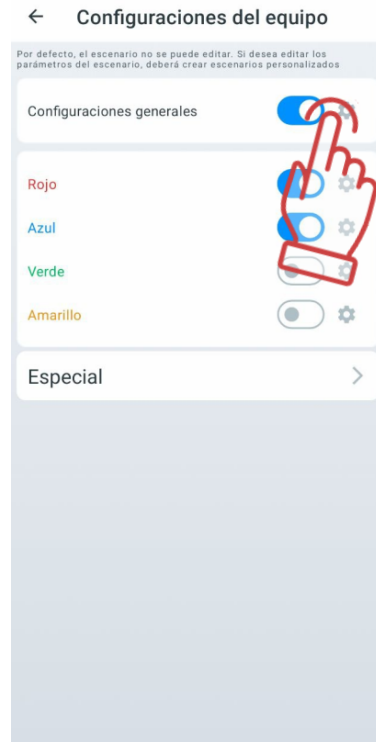 Configuraciones del equipo
Por defecto, el escenario no se puede editar. Si desea editar los
parámetros del escenario, deberá crear escenarios personalizados
Configuraciones generales
Rojo
Azul
Verde
Amarillo
Especial